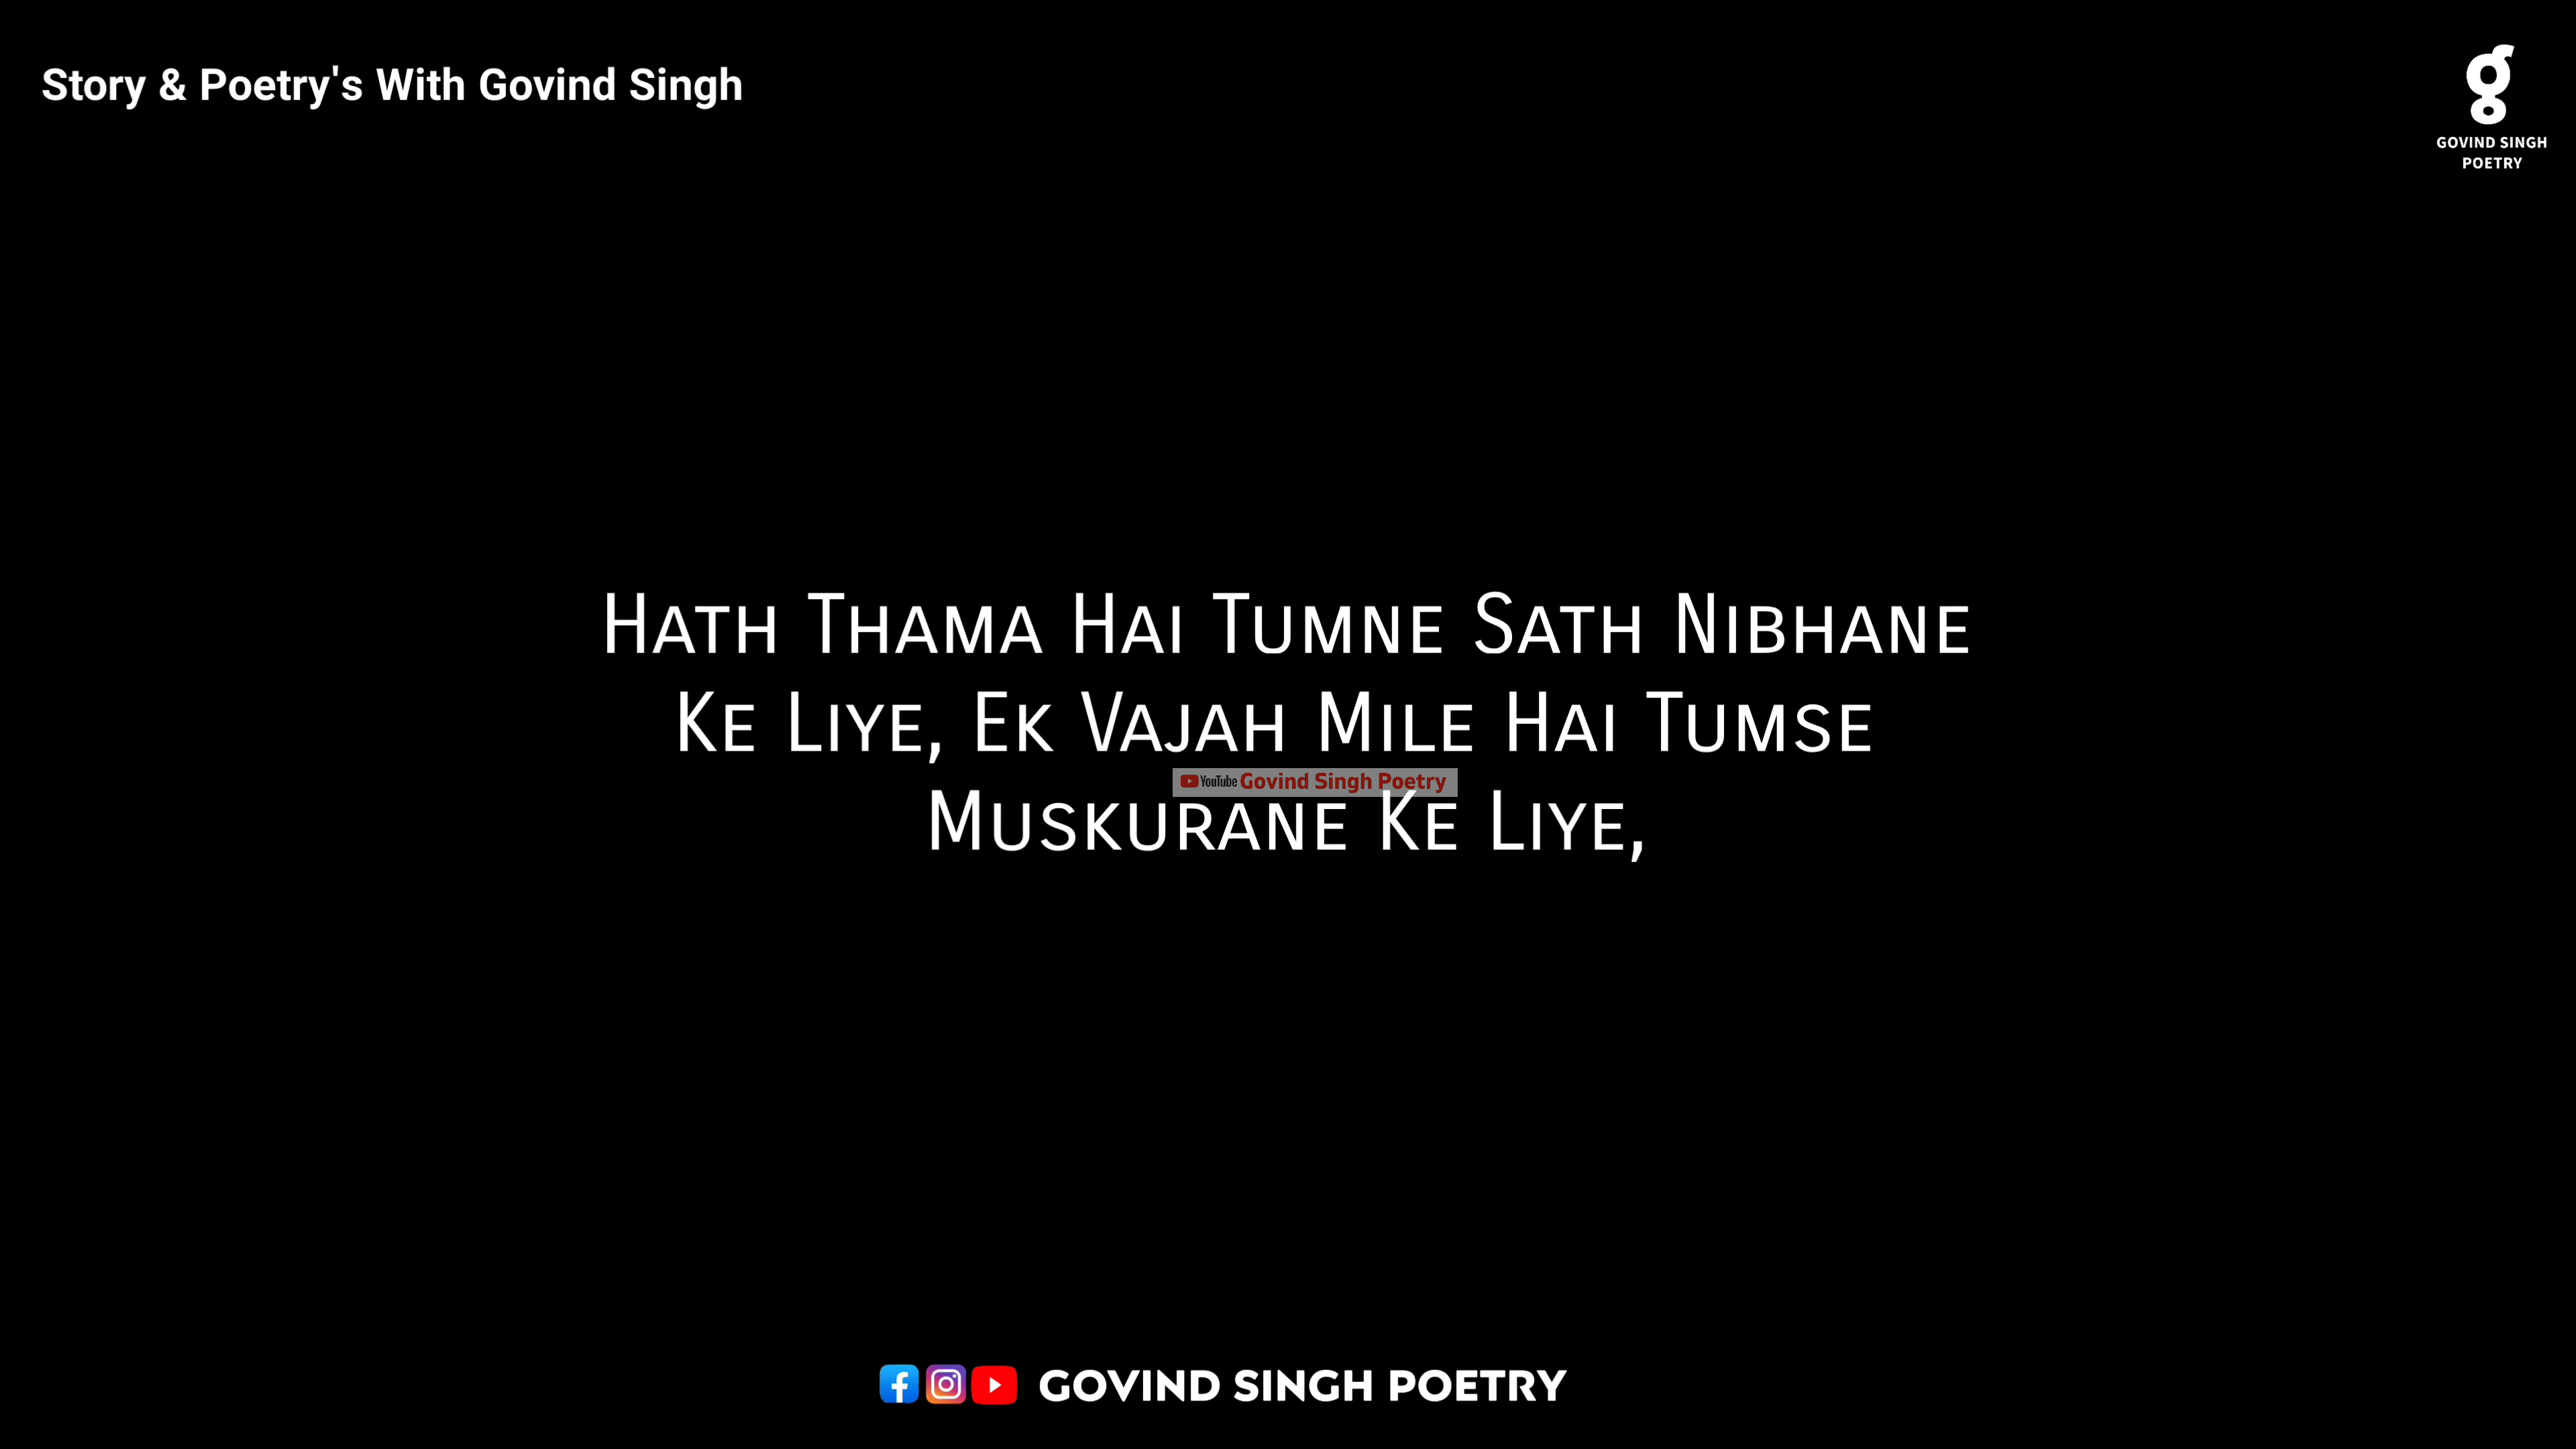 Story & Poetry's With Govind Singh
g
GOVIND SINGH
POETRY
HATH THAMA HAI TUMNE SATH NIBHANE
KE LIYE, EK VAJAH MILE HAI TUMSE
YouTube Govind Singh Poetry
MUSKURANE KE LIYE,
GOVIND SINGH POETRY